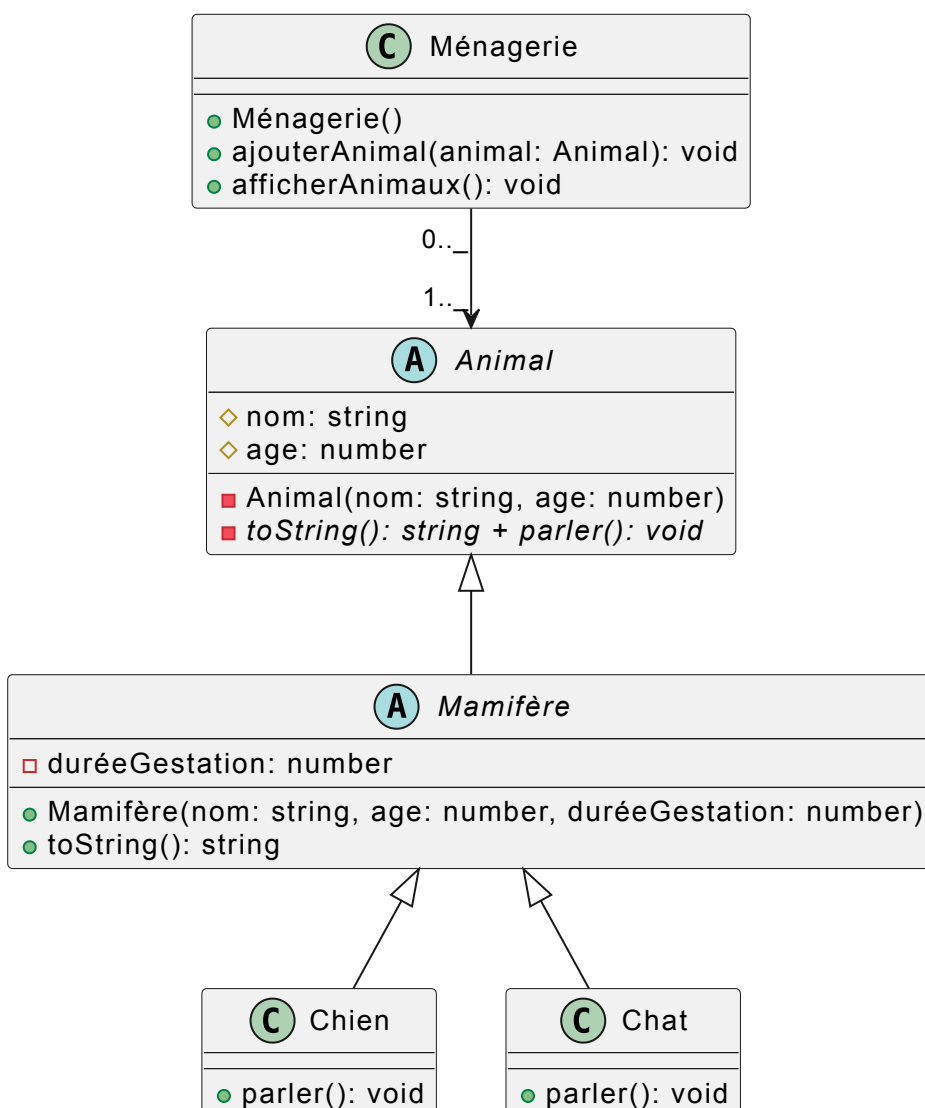 C Ménagerie
Ménagerie()
ajouterAnimal(animal: Animal): void
afficherAnimaux(): void
0.._
1.._
A Animal
nom: string
age: number
Animal(nom: string, age: number)
toString(): string + parler(): void
A Mamifère
duréeGestation: number
Mamifère(nom: string, age: number, duréeGestation: number)
toString(): string
C Chien
parler(): void
C Chat
parler(): void